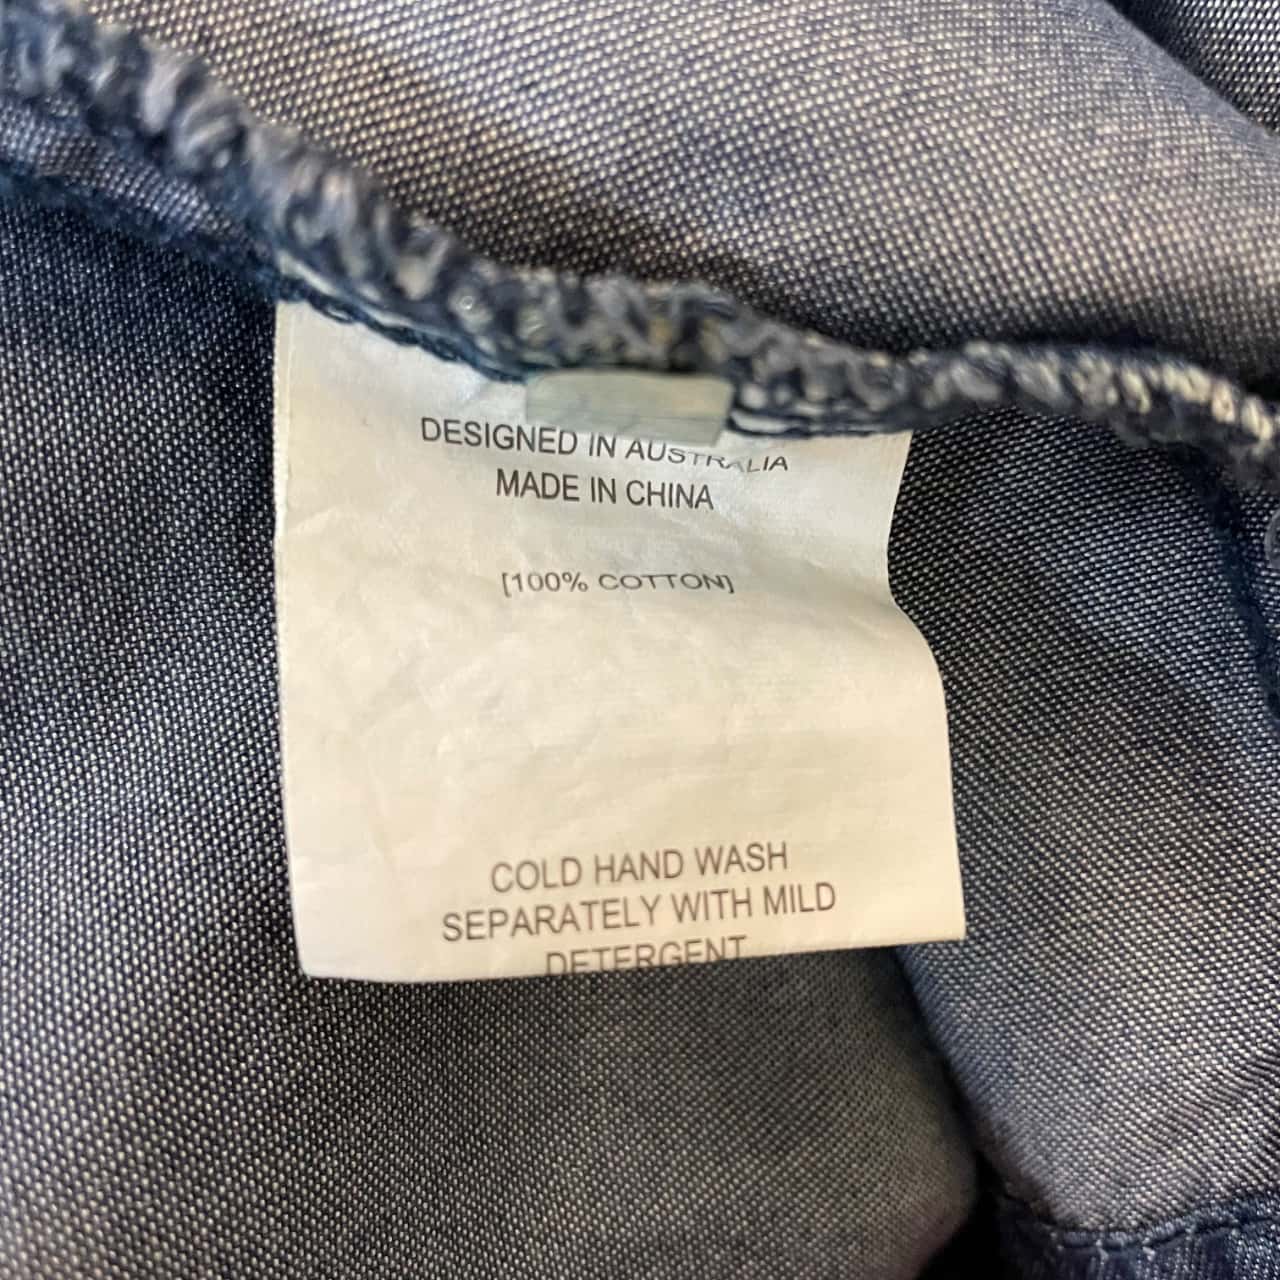 DESIGNED IN AUSTRALIA
MADE IN CHINA
[100% COTTON]
COLD HAND WASH
SEPARATELY WITH MILD
DETERGENT